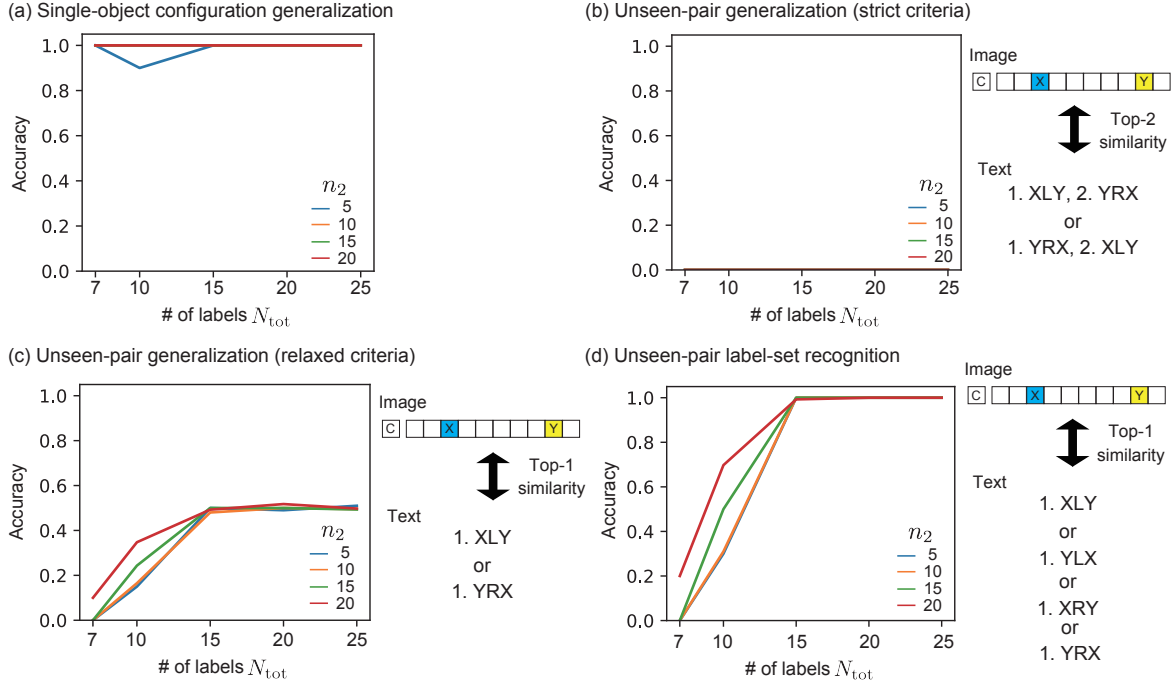 (a) Single-object configuration generalization
1.0
0.8
0.6
0.4
0.2
0.0
Accuracy
n₂
5
10
15
20
7 10 15 20 25
# of labels N_tot
(b) Unseen-pair generalization (strict criteria)
1.0
0.8
0.6
0.4
0.2
0.0
Accuracy
n₂
5
10
15
20
7 10 15 20 25
# of labels N_tot
Image
C X Y
Top-2
similarity
Text
1. XLY, 2. YRX
or
1. YRX, 2. XLY
(c) Unseen-pair generalization (relaxed criteria)
1.0
0.8
0.6
0.4
0.2
0.0
Accuracy
n₂
5
10
15
20
7 10 15 20 25
# of labels N_tot
Image
C X Y
Top-1
similarity
Text
1. XLY
or
1. YRX
(d) Unseen-pair label-set recognition
1.0
0.8
0.6
0.4
0.2
0.0
Accuracy
n₂
5
10
15
20
7 10 15 20 25
# of labels N_tot
Image
C X Y
Top-1
similarity
Text
1. XLY
or
1. YLX
or
1. XRY
or
1. YRX